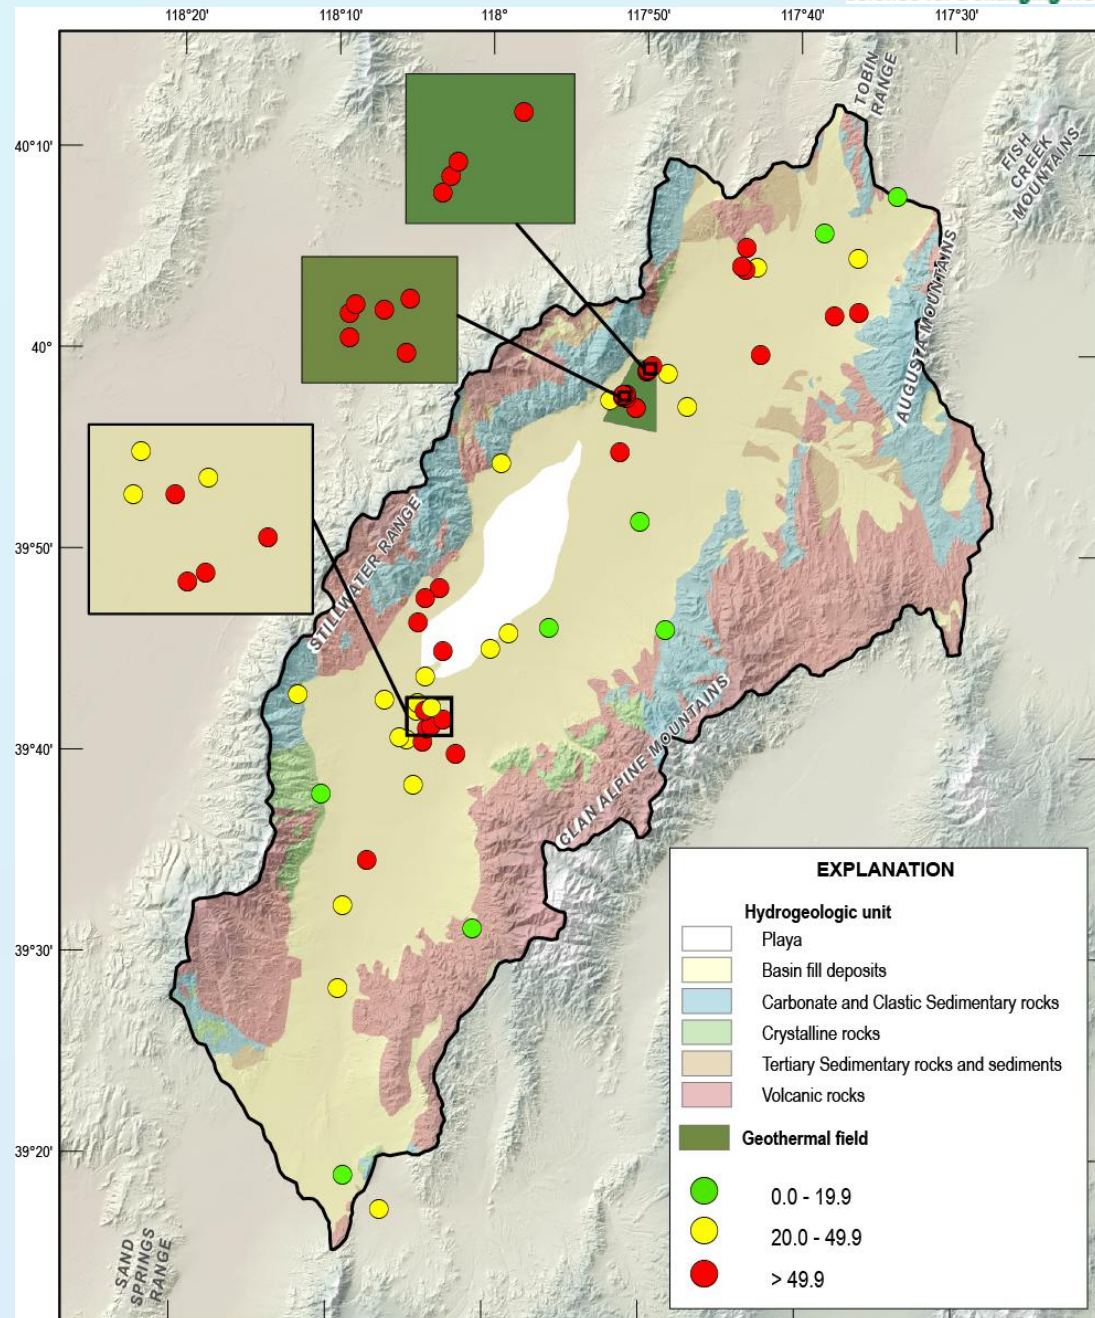 118°20' 118°10' 118° 117°50' 117°40' 117°30'
40°10'
40°
39°50'
39°40'
39°30'
39°20'
TOBIN
RANGE
FISH
CREEK
MOUNTAINS
AUGUSTA MOUNTAINS
STILLWATER RANGE
CLAN ALPINE MOUNTAINS
SAND
SPRINGS
RANGE
EXPLANATION
Hydrogeologic unit
Playa
Basin fill deposits
Carbonate and Clastic Sedimentary rocks
Crystalline rocks
Tertiary Sedimentary rocks and sediments
Volcanic rocks
Geothermal field
0.0 - 19.9
20.0 - 49.9
> 49.9